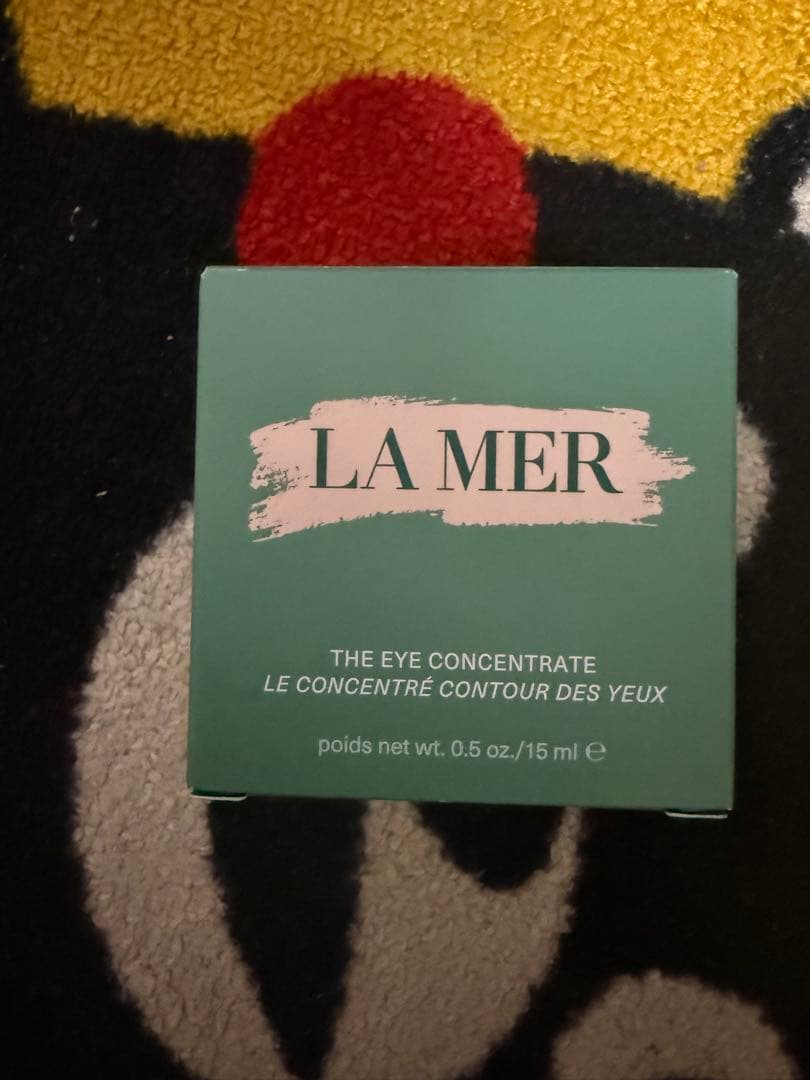 LA MER
THE EYE CONCENTRATE
LE CONCENTRÉ CONTOUR DES YEUX
poids net wt. 0.5 oz./15 ml ℮